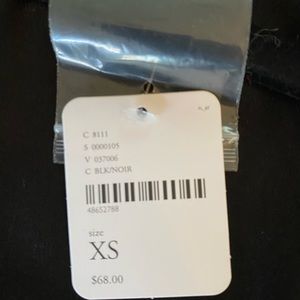 C 8111
S 0000105
V 037006
C BLK/NOIR
48652788
size
XS
$68.00